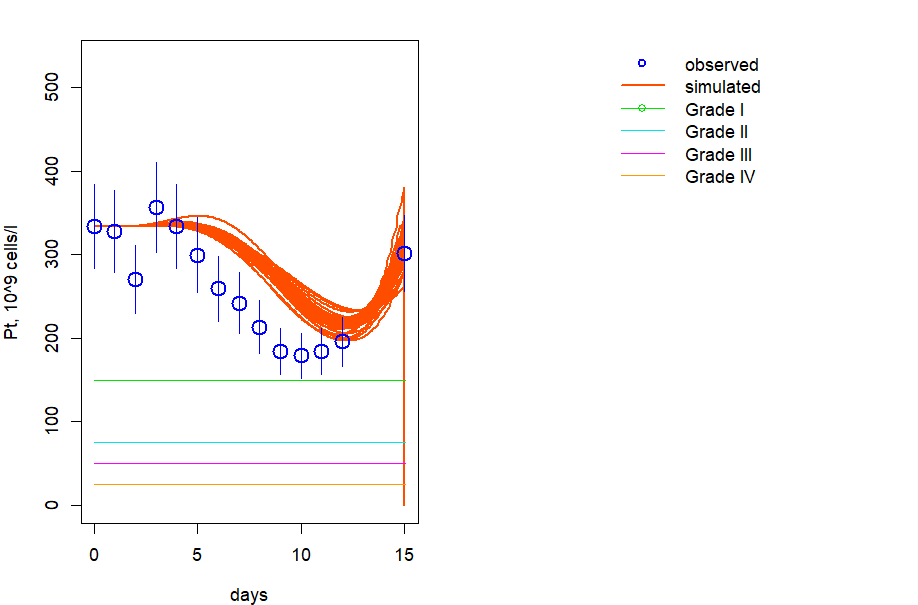 Pt, 10^9 cells/l
500
400
300
200
100
0
0 5 10 15
days
observed
simulated
Grade I
Grade II
Grade III
Grade IV